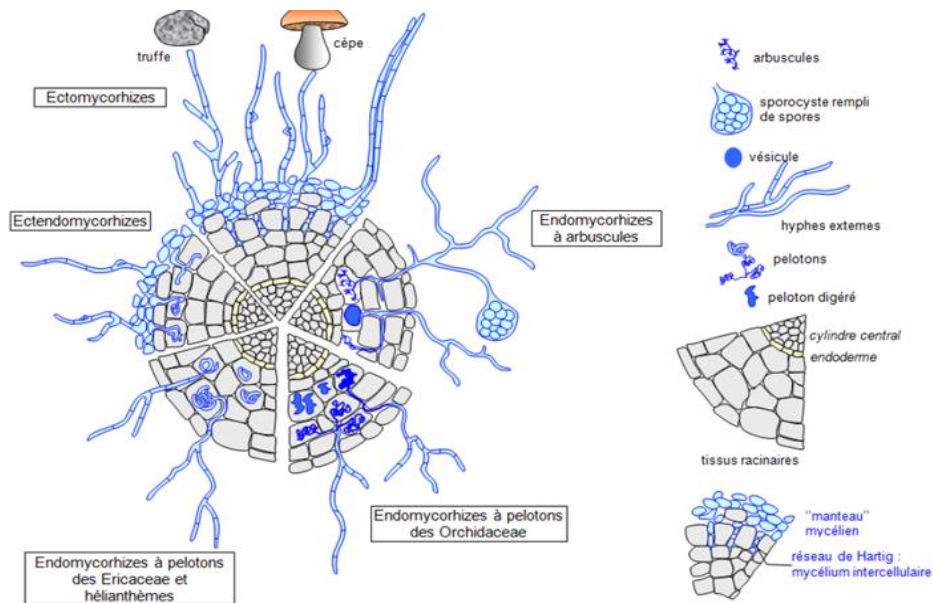 truffe
cèpe
Ectomycorhizes
Ectendomycorhizes
Endomycorhizes
à arbuscules
Endomycorhizes à pelotons
des Orchidaceae
Endomycorhizes à pelotons
des Ericaceae et
hélianthèmes
arbuscules
sporocyste rempli
de spores
vésicule
hyphes externes
pelotons
peloton digéré
cylindre central
endoderme
tissus racinaires
"manteau"
mycélien
réseau de Hartig :
mycélium intercellulaire